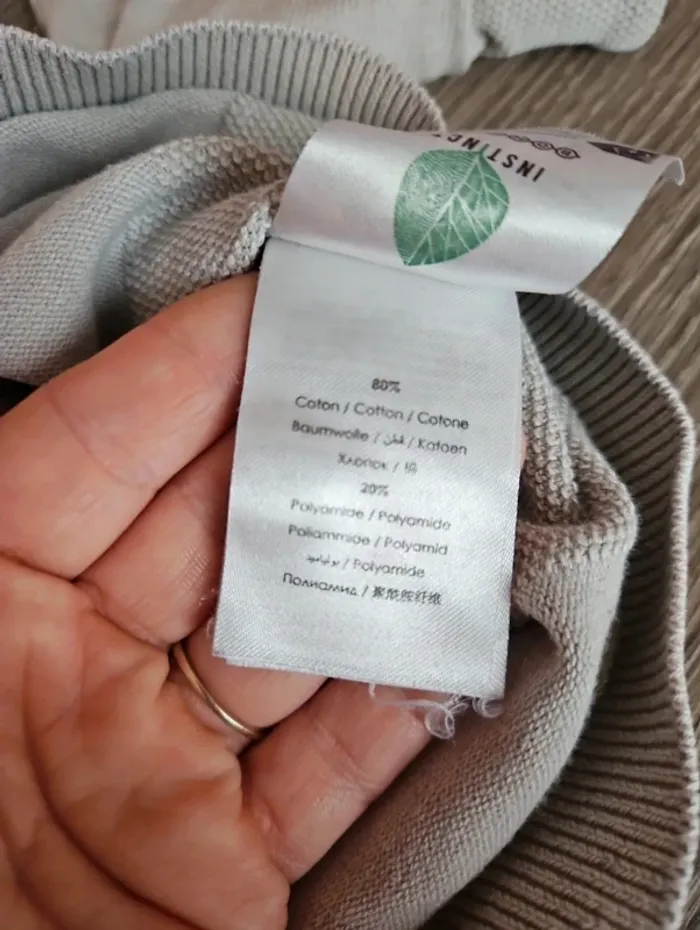 INSTINCT
80%
Coton / Cotton / Cotone
Baumwolle / قطن / Katoen
Хлопок / 棉
20%
Polyamide / Polyamide
Poliammide / Polyamid
بوليأميد / Polyamide
Полиамид / 聚酰胺纤维